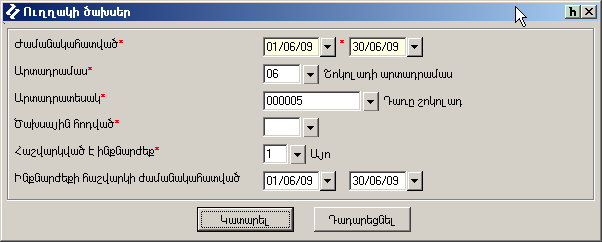 Ուղղակի ծախսեր
Ժամանակահատված* 01/06/09 * 30/06/09
Արտադրամաս* 06 Շոկոլադի արտադրամաս
Արտադրատեսակ* 000005 Դառը շոկոլադ
Ծախսային հոդված*
Հաշվարկված է ինքնարժեք* 1 Այո
Ինքնարժեքի հաշվարկի ժամանակահատված 01/06/09 30/06/09
Կատարել Դադարեցնել